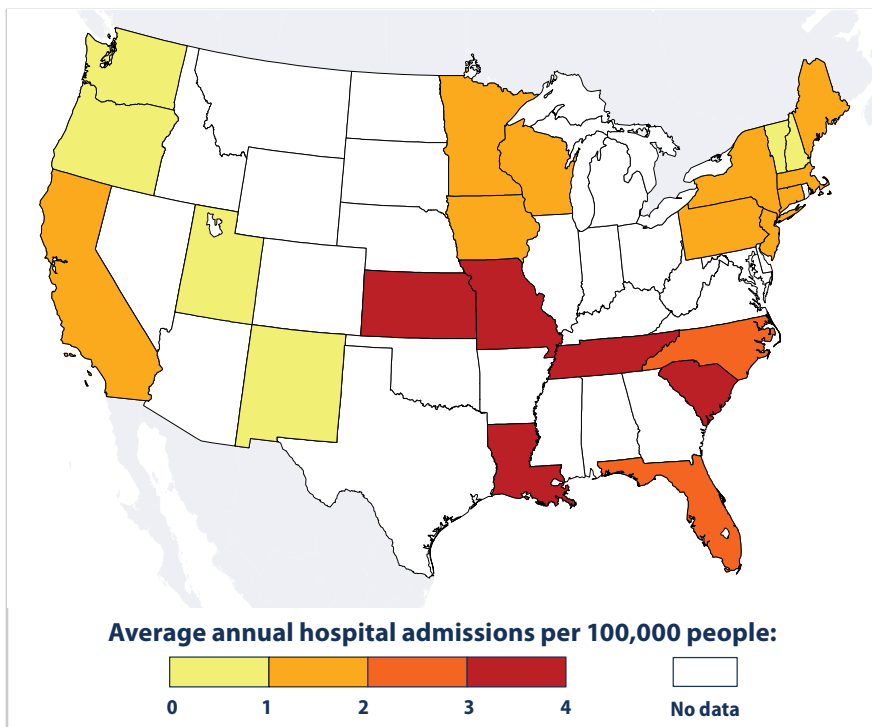 Average annual hospital admissions per 100,000 people:
0 1 2 3 4 No data